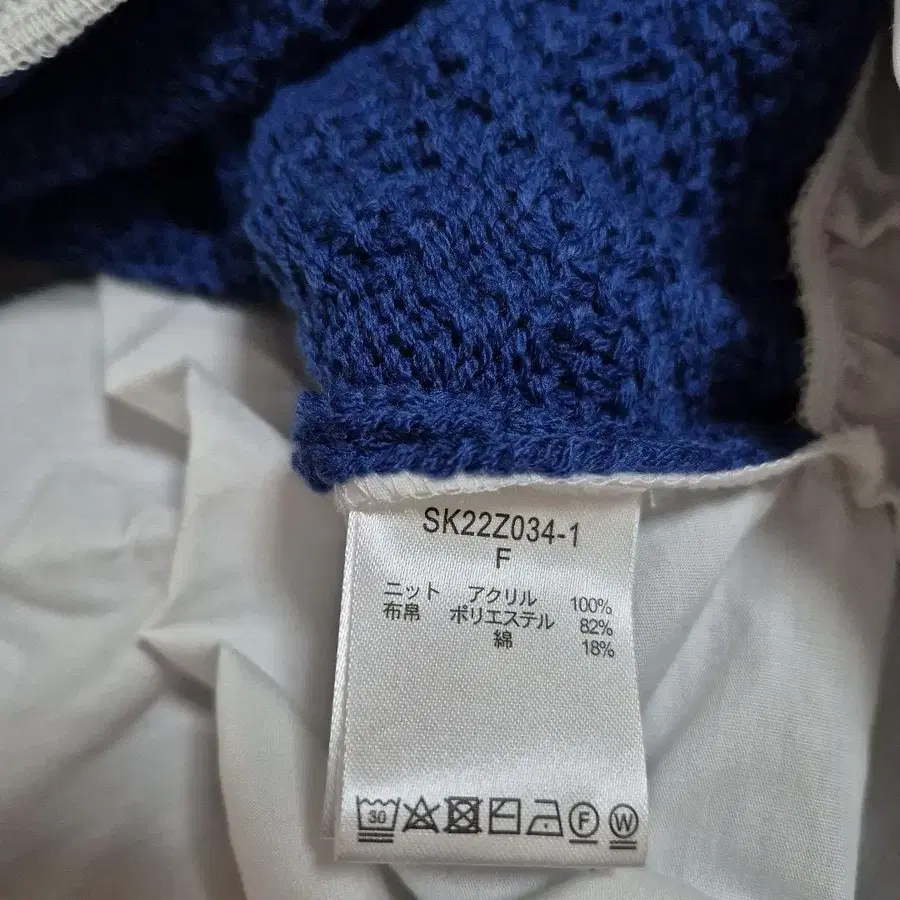 SK22Z034-1
F
ニット アクリル 100%
布帛 ポリエステル 82%
綿 18%
30 F W